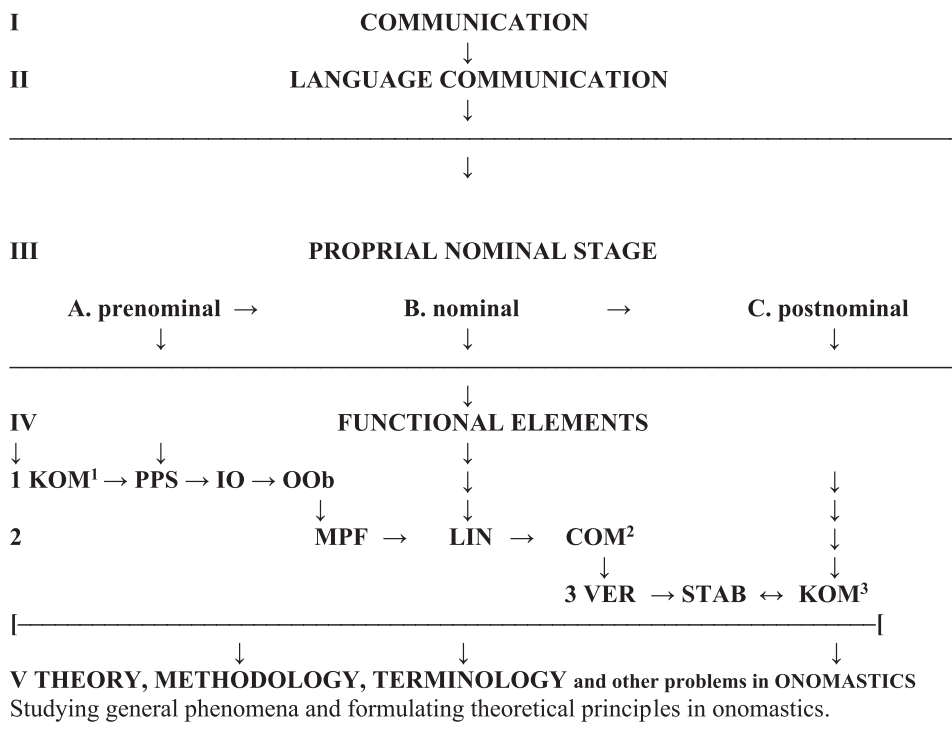 I COMMUNICATION
↓
II LANGUAGE COMMUNICATION
↓
↓
III PROPRIAL NOMINAL STAGE
A. prenominal → B. nominal → C. postnominal
↓ ↓ ↓
↓
IV FUNCTIONAL ELEMENTS
↓ ↓ ↓
1 KOM¹ → PPS → IO → OOb ↓ ↓
↓ ↓ ↓
2 MPF → LIN → COM² ↓
↓ ↓
3 VER → STAB ↔ KOM³
[ [
↓ ↓ ↓
V THEORY, METHODOLOGY, TERMINOLOGY and other problems in ONOMASTICS
Studying general phenomena and formulating theoretical principles in onomastics.